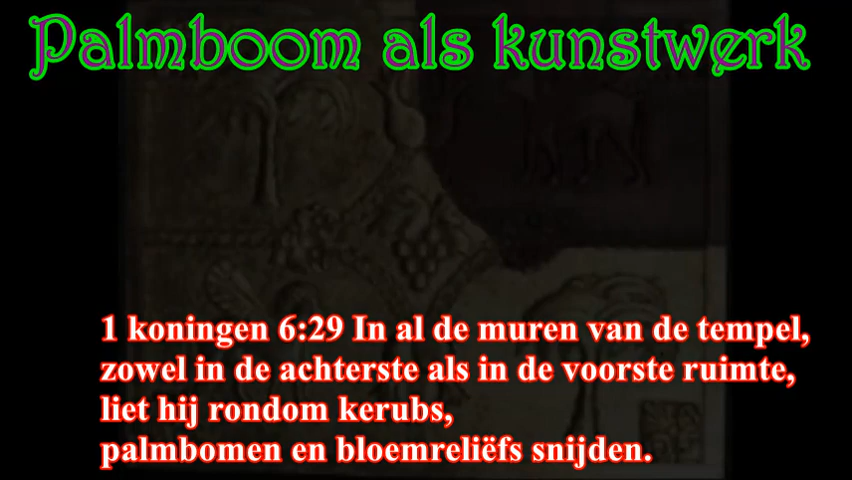 Palmboom als kunstwerk
1 koningen 6:29 In al de muren van de tempel,
zowel in de achterste als in de voorste ruimte,
liet hij rondom kerubs,
palmbomen en bloemreliëfs snijden.